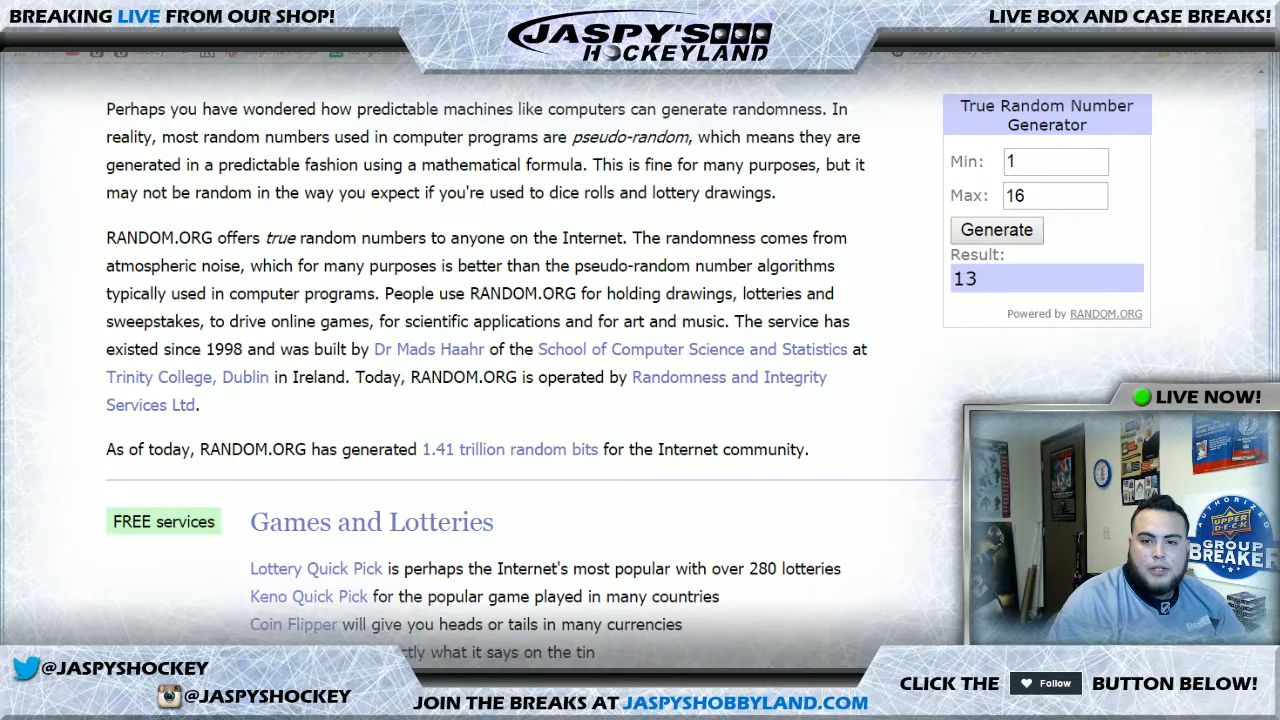 BREAKING LIVE FROM OUR SHOP!
JASPY'S
HOCKEYLAND
LIVE BOX AND CASE BREAKS!
Perhaps you have wondered how predictable machines like computers can generate randomness. In
reality, most random numbers used in computer programs are pseudo-random, which means they are
generated in a predictable fashion using a mathematical formula. This is fine for many purposes, but it
may not be random in the way you expect if you're used to dice rolls and lottery drawings.
RANDOM.ORG offers true random numbers to anyone on the Internet. The randomness comes from
atmospheric noise, which for many purposes is better than the pseudo-random number algorithms
typically used in computer programs. People use RANDOM.ORG for holding drawings, lotteries and
sweepstakes, to drive online games, for scientific applications and for art and music. The service has
existed since 1998 and was built by Dr Mads Haahr of the School of Computer Science and Statistics at
Trinity College, Dublin in Ireland. Today, RANDOM.ORG is operated by Randomness and Integrity
Services Ltd.
As of today, RANDOM.ORG has generated 1.41 trillion random bits for the Internet community.
True Random Number
Generator
Min: 1
Max: 16
Generate
Result:
13
Powered by RANDOM.ORG
FREE services
Games and Lotteries
Lottery Quick Pick is perhaps the Internet's most popular with over 280 lotteries
Keno Quick Pick for the popular game played in many countries
Coin Flipper will give you heads or tails in many currencies
what it says on the tin
LIVE NOW!
AUTHORIZED
UPPER DECK
GROUP
BREAKER
@JASPYSHOCKEY
@JASPYSHOCKEY
JOIN THE BREAKS AT JASPYSHOBBYLAND.COM
CLICK THE Follow BUTTON BELOW!